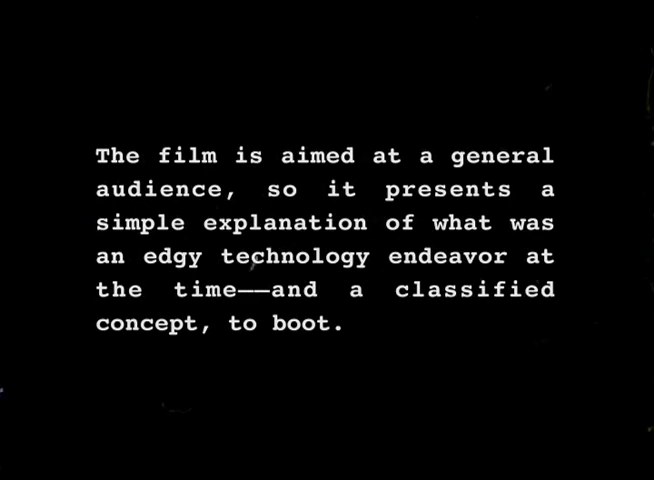 The film is aimed at a general
audience, so it presents a
simple explanation of what was
an edgy technology endeavor at
the time——and a classified
concept, to boot.